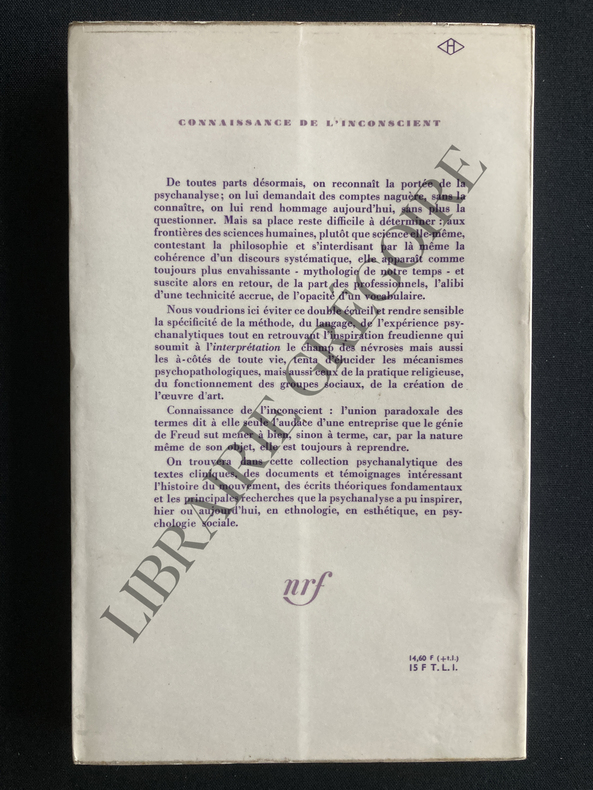 H
CONNAISSANCE DE L'INCONSCIENT
De toutes parts désormais, on reconnaît la portée de la
psychanalyse; on lui demandait des comptes naguère, sans la
connaître, on lui rend hommage aujourd'hui, sans plus la
questionner. Mais sa place reste difficile à déterminer : aux
frontières des sciences humaines, plutôt que science elle-même,
contestant la philosophie et s'interdisant par là même la
cohérence d'un discours systématique, elle apparaît comme
toujours plus envahissante - mythologie de notre temps - et
suscite alors en retour, de la part des professionnels, l'alibi
d'une technicité accrue, de l'opacité d'un vocabulaire.
Nous voudrions ici éviter ce double écueil et rendre sensible
la spécificité de la méthode, du langage, de l'expérience psy-
chanalytiques tout en retrouvant l'inspiration freudienne qui
soumit à l'interprétation le champ des névroses mais aussi
les à-côtés de toute vie, tenta d'élucider les mécanismes
psychopathologiques, mais aussi ceux de la pratique religieuse,
du fonctionnement des groupes sociaux, de la création de
l'œuvre d'art.
Connaissance de l'inconscient : l'union paradoxale des
termes dit à elle seule l'audace d'une entreprise que le génie
de Freud sut mener à bien, sinon à terme, car, par la nature
même de son objet, elle est toujours à reprendre.
On trouvera dans cette collection psychanalytique des
textes cliniques, des documents et témoignages intéressant
l'histoire du mouvement, des écrits théoriques fondamentaux
et les principales recherches que la psychanalyse a pu inspirer,
hier ou aujourd'hui, en ethnologie, en esthétique, en psy-
chologie sociale.
nrf
14,60 F (+t.l.)
15 F T.L.I.
LIBRAIRIE GREGOIRE